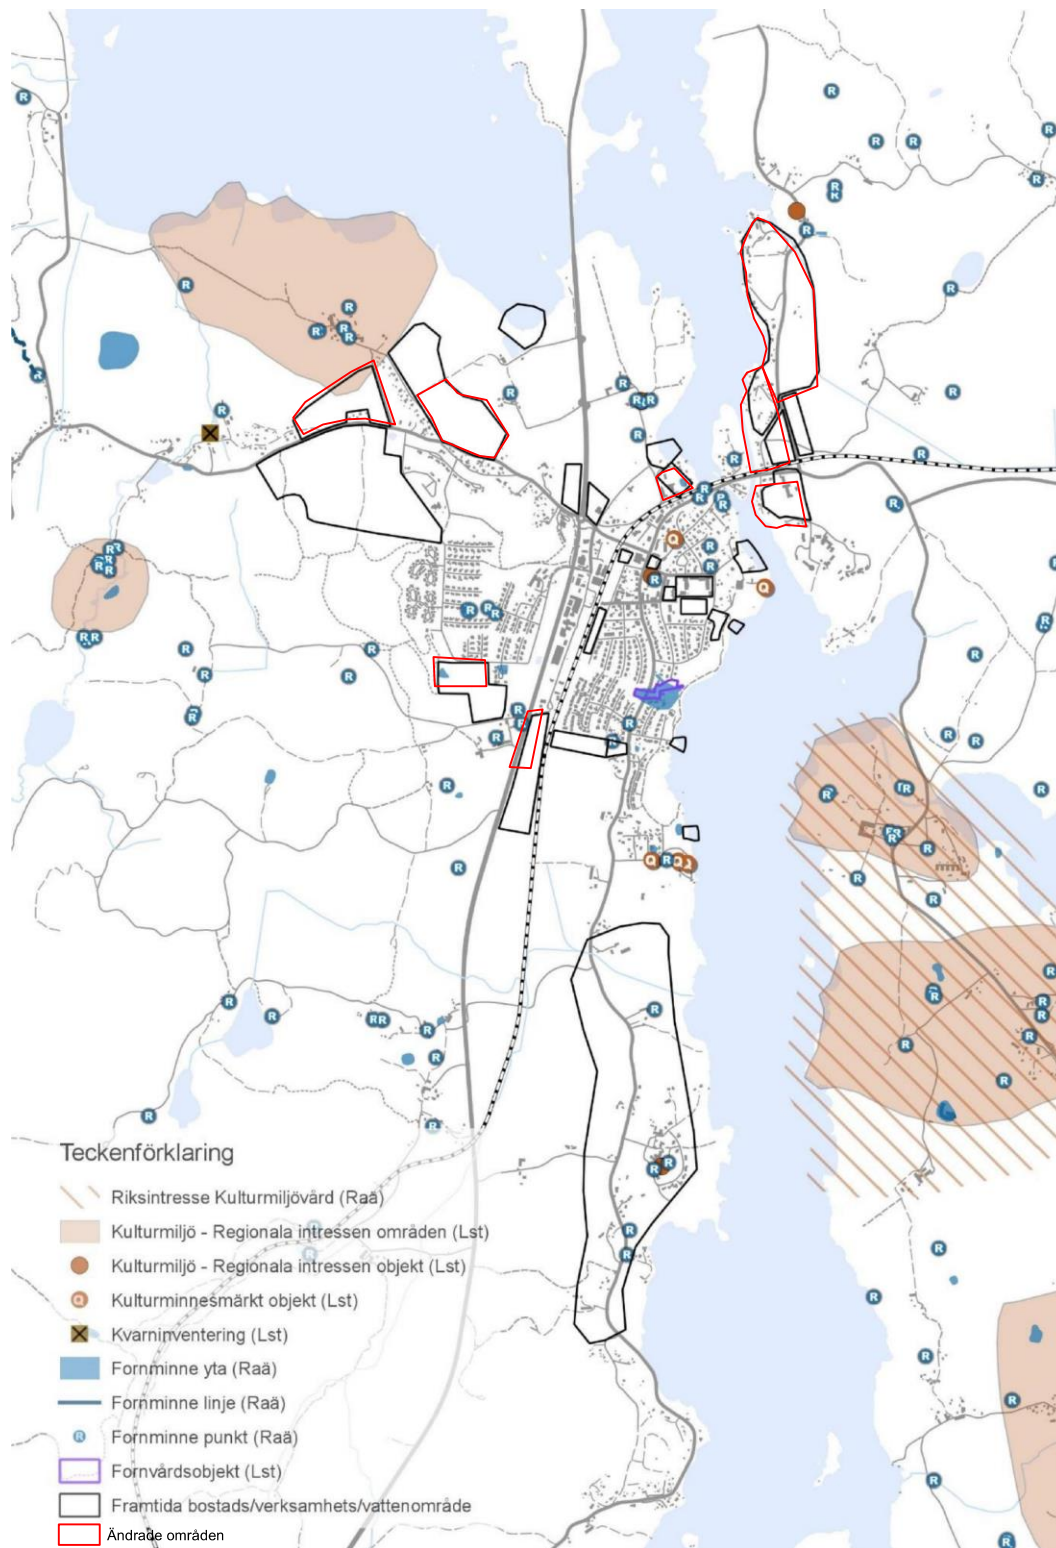 Teckenförklaring
Riksintresse Kulturmiljövård (Raä)
Kulturmiljö - Regionala intressen områden (Lst)
Kulturmiljö - Regionala intressen objekt (Lst)
Kulturminnesmärkt objekt (Lst)
Kvarninventering (Lst)
Fornminne yta (Raä)
Fornminne linje (Raä)
Fornminne punkt (Raä)
Fornvårdsobjekt (Lst)
Framtida bostads/verksamhets/vattenområde
Ändrade områden